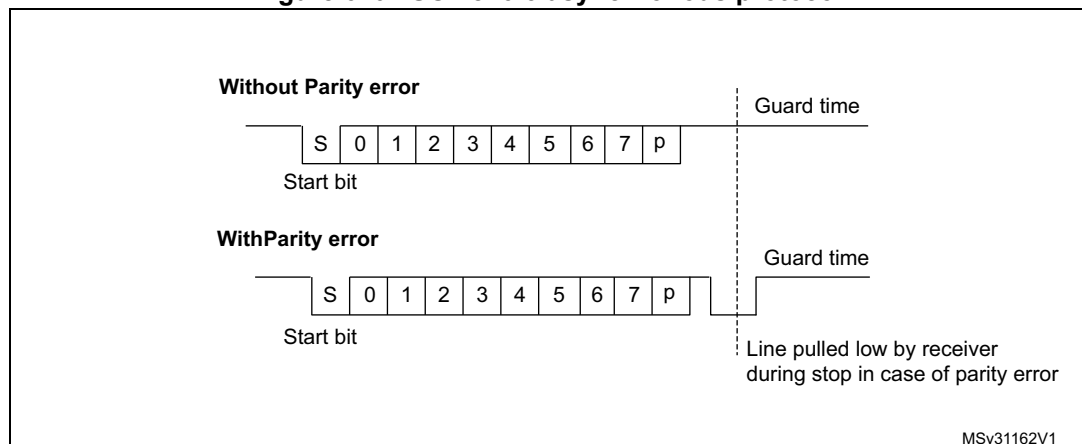 Without Parity error
Guard time
S 0 1 2 3 4 5 6 7 p
Start bit
WithParity error
Guard time
S 0 1 2 3 4 5 6 7 p
Start bit
Line pulled low by receiver
during stop in case of parity error
MSv31162V1